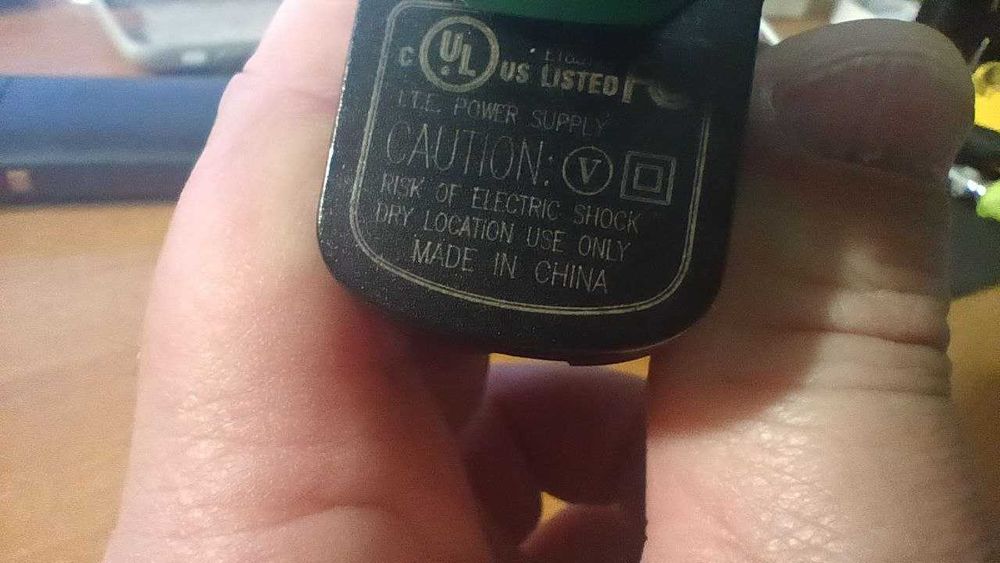 C UL US LISTED
I.T.E. POWER SUPPLY
CAUTION: V
RISK OF ELECTRIC SHOCK
DRY LOCATION USE ONLY
MADE IN CHINA